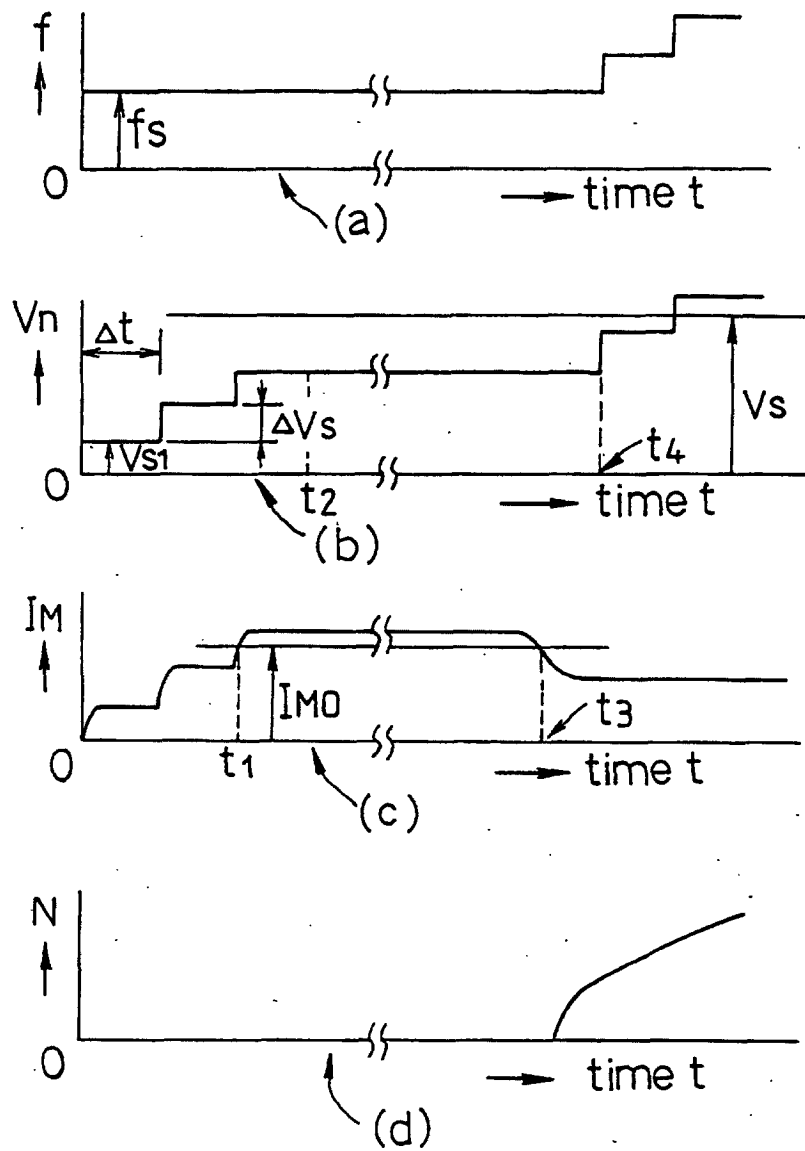 f
fs
0
time t
(a)
Vn
Δt
ΔVs
Vs1
Vs
t4
0
t2
time t
(b)
IM
IM0
t3
0
t1
time t
(c)
N
0
time t
(d)